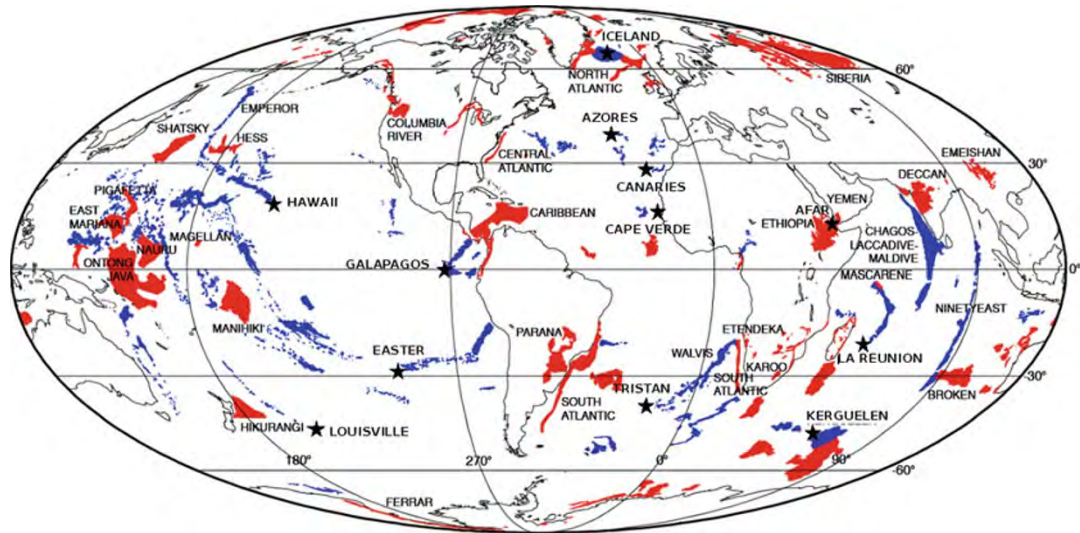 ICELAND
NORTH
ATLANTIC
SIBERIA
60°
EMPEROR
SHATSKY
HESS
COLUMBIA
RIVER
AZORES
CENTRAL
ATLANTIC
30°
EMEISHAN
DECCAN
CANARIES
PIGAFETTA
HAWAII
EAST
MARIANA
CARIBBEAN
CAPE VERDE
YEMEN
AFAR
ETHIOPIA
CHAGOS
LACCADIVE-
MALDIVE
MAGELLAN
NAURU
ONTONG
JAVA
GALAPAGOS
0°
MASCARENE
MANIHIKI
NINETYEAST
PARANA
ETENDEKA
EASTER
WALVIS
KAROO
LA REUNION
-30°
TRISTAN
SOUTH
ATLANTIC
SOUTH
ATLANTIC
BROKEN
HIKURANGI
LOUISVILLE
KERGUELEN
180°
270°
0°
90°
-60°
FERRAR